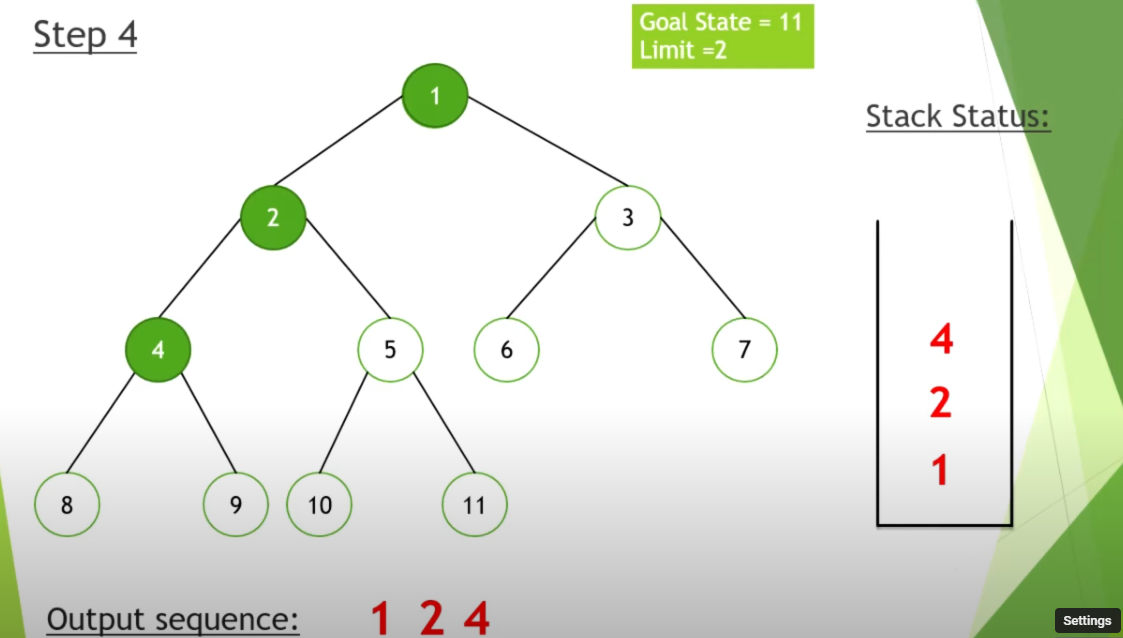 Step 4
Goal State = 11
Limit =2
1
Stack Status:
2
3
4
5
6
7
4
2
1
8
9
10
11
Output sequence: 1 2 4
Settings